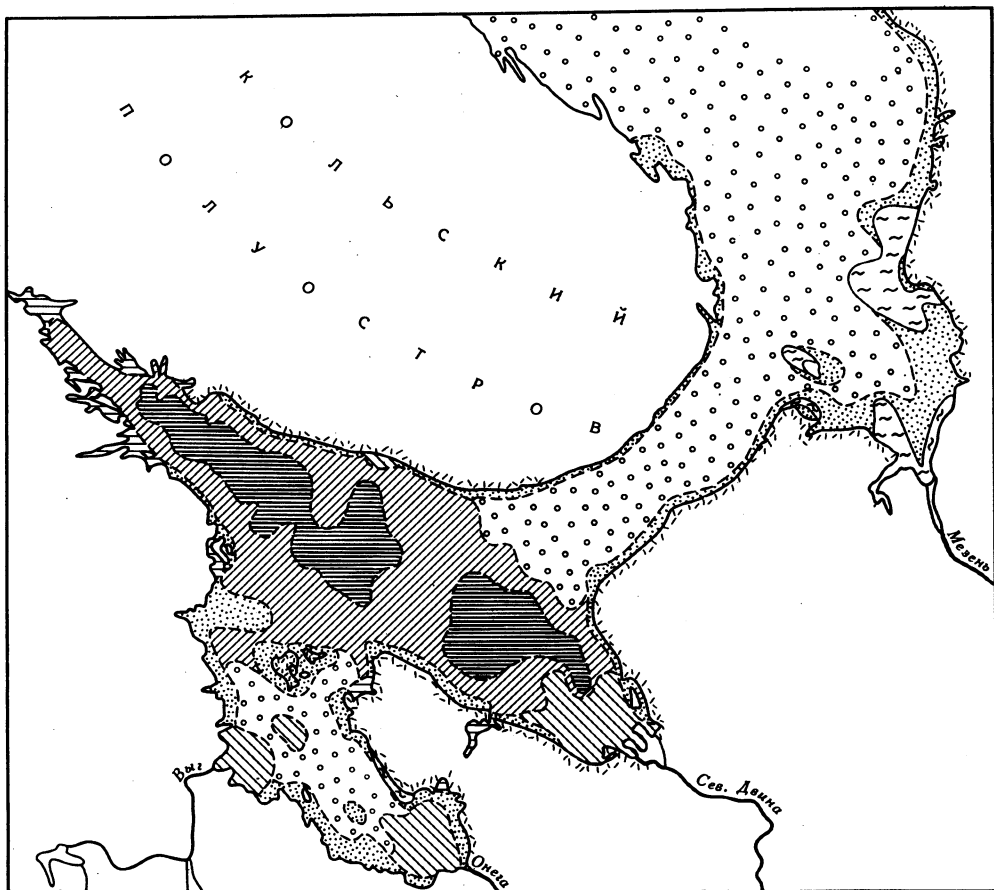 КОЛЬСКИЙ
ПОЛУОСТРОВ
Мезень
Выг
Сев. Двина
Онега